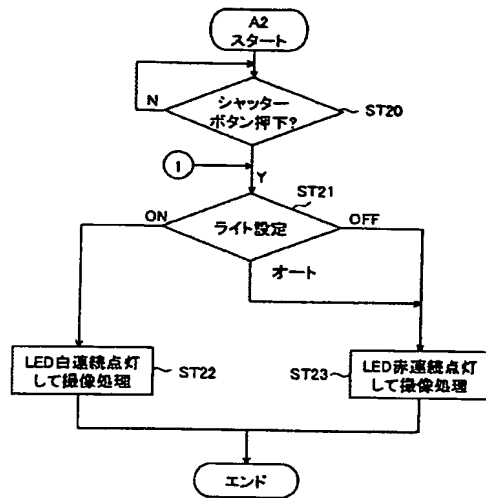 A2
スタート
シャッター
ボタン押下?
N
ST20
1
Y
ST21
ON
ライト設定
OFF
オート
LED白連続点灯
して撮像処理
ST22
ST23
LED赤連続点灯
して撮像処理
エンド